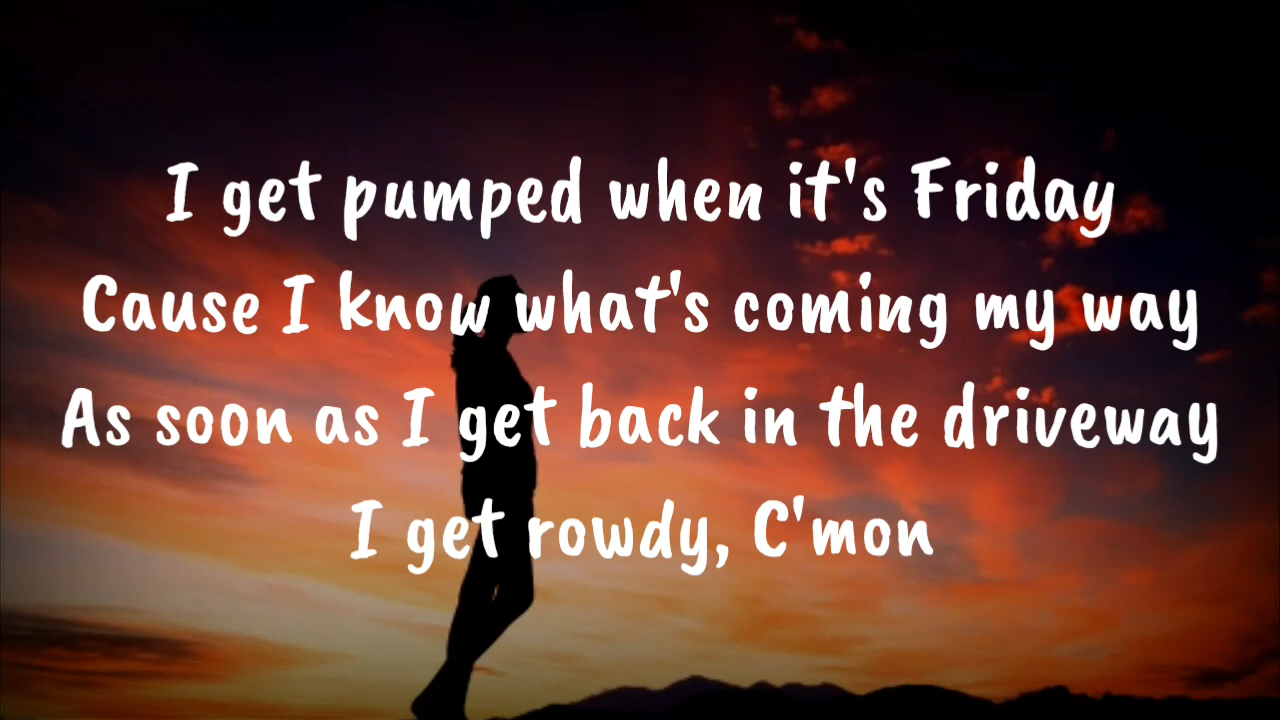 I get pumped when it's Friday
Cause I know what's coming my way
As soon as I get back in the driveway
I get rowdy, C'mon